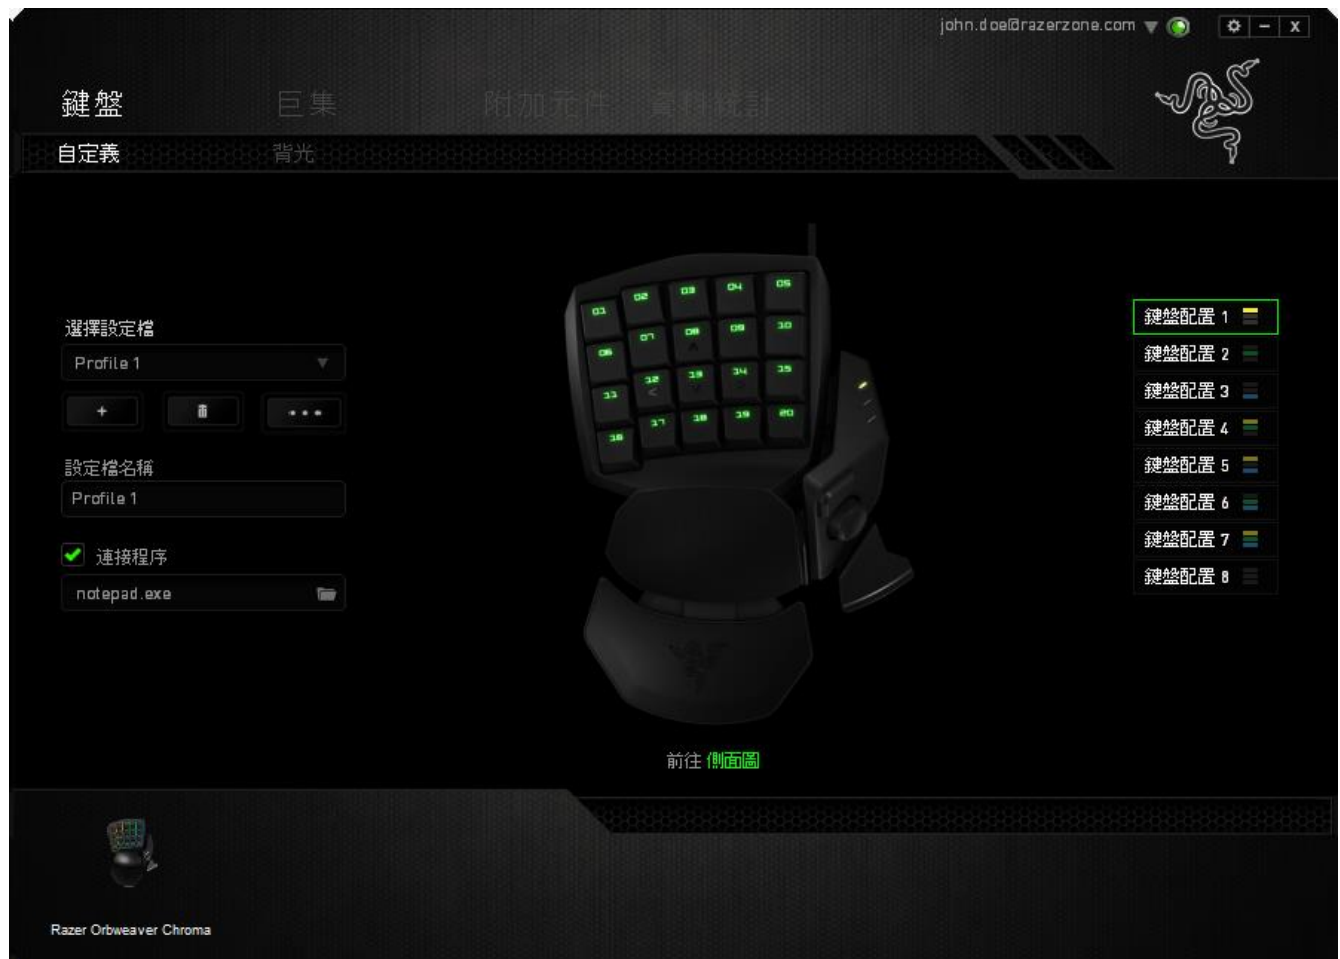 john.doe@razerzone.com
鍵盤 巨集 附加元件 資料統計
自定義 背光
選擇設定檔
Profile 1
設定檔名稱
Profile 1
連接程序
notepad.exe
01 02 03 04 05
06 07 08 09 10
11 12 13 14 15
16 17 18 19 20
鍵盤配置 1
鍵盤配置 2
鍵盤配置 3
鍵盤配置 4
鍵盤配置 5
鍵盤配置 6
鍵盤配置 7
鍵盤配置 8
前往 側面圖
Razer Orbweaver Chroma